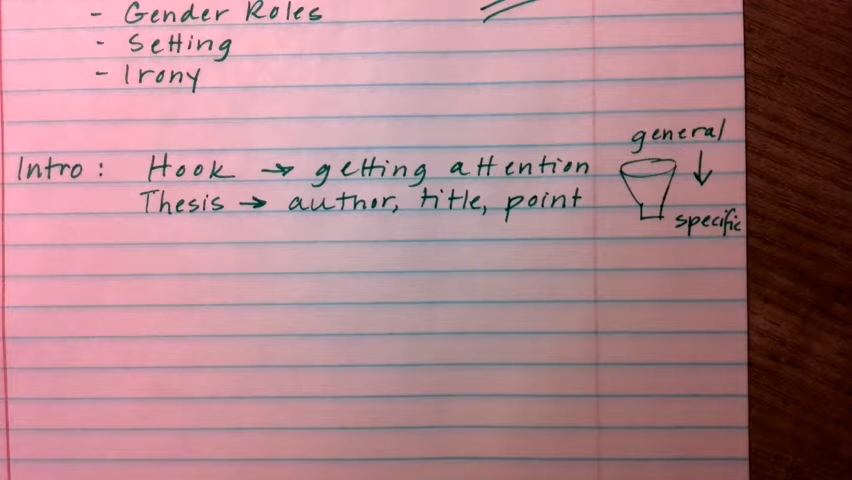 - Gender Roles
- Setting
- Irony
general
Intro: Hook → getting attention
Thesis → author, title, point
specific